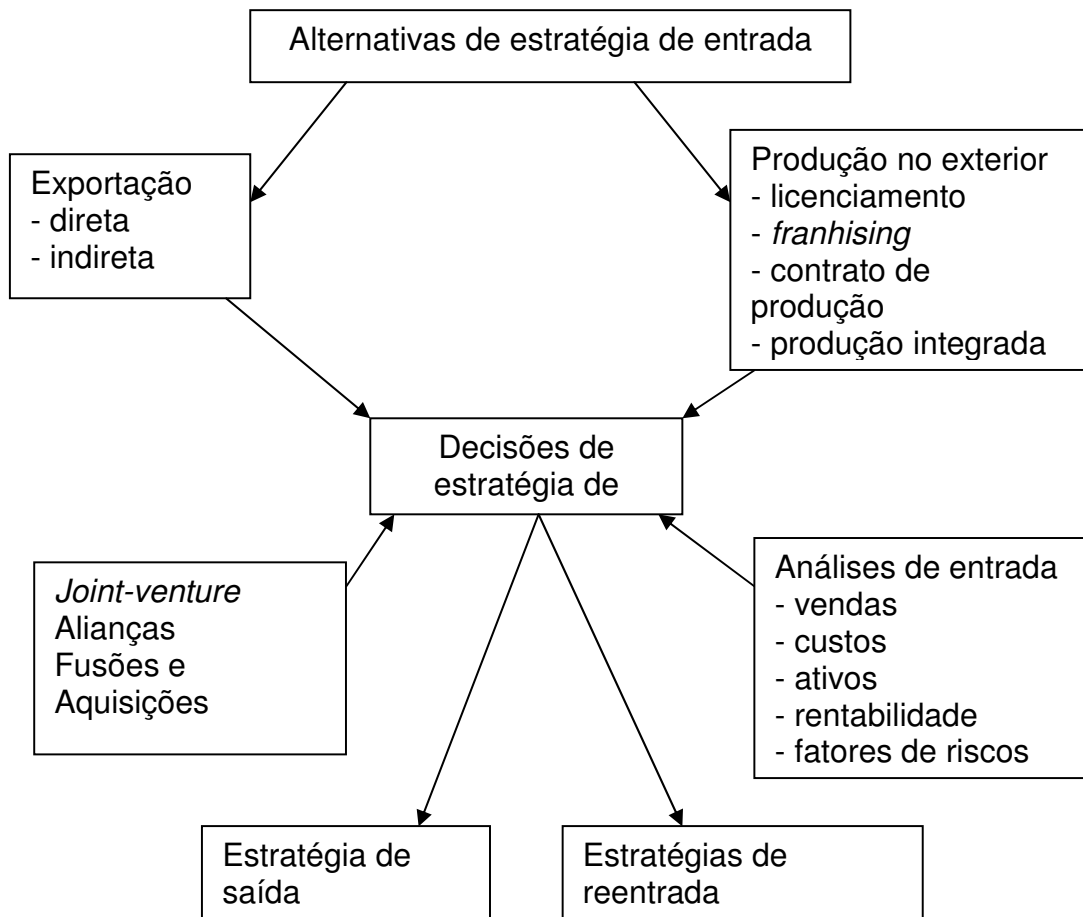 Alternativas de estratégia de entrada
Exportação
- direta
- indireta
Produção no exterior
- licenciamento
- franhising
- contrato de
produção
- produção integrada
Decisões de
estratégia de
Joint-venture
Alianças
Fusões e
Aquisições
Análises de entrada
- vendas
- custos
- ativos
- rentabilidade
- fatores de riscos
Estratégia de
saída
Estratégias de
reentrada